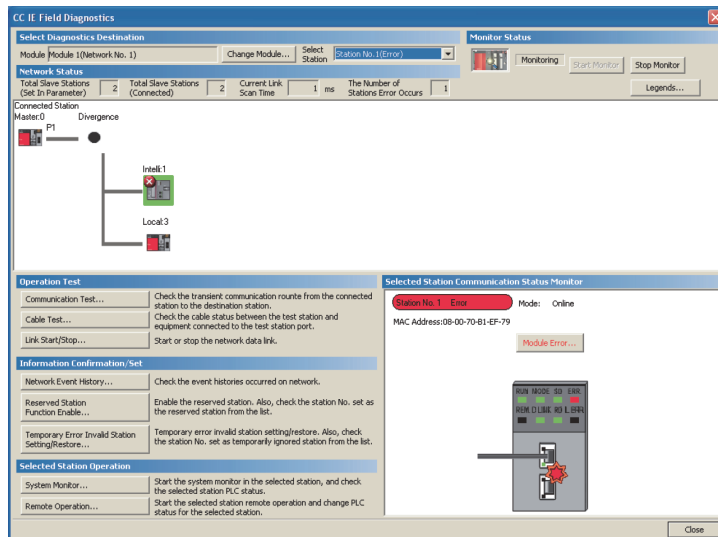 CC IE Field Diagnostics
Select Diagnostics Destination
Module Module 1(Network No. 1) Change Module... Select Station Station No.1(Error)
Monitor Status
Monitoring Start Monitor Stop Monitor
Legends...
Network Status
Total Slave Stations (Set In Parameter) 2 Total Slave Stations (Connected) 2 Current Link Scan Time 1 ms The Number of Stations Error Occurs 1
Connected Station
Master:0 Divergence
P1
Intelli:1
Local:3
Operation Test
Communication Test... Check the transient communication rounte from the connected station to the destination station.
Cable Test... Check the cable status between the test station and equipment connected to the test station port.
Link Start/Stop... Start or stop the network data link.
Information Confirmation/Set
Network Event History... Check the event histories occurred on network.
Reserved Station Function Enable... Enable the reserved station. Also, check the station No. set as the reserved station from the list.
Temporary Error Invalid Station Setting/Restore... Temporary error invalid station setting/restore. Also, check the station No. set as temporarily ignored station from the list.
Selected Station Operation
System Monitor... Start the system monitor in the selected station, and check the selected station PLC status.
Remote Operation... Start the selected station remote operation and change PLC status for the selected station.
Selected Station Communication Status Monitor
Station No. 1 Error Mode: Online
MAC Address:08-00-70-B1-EF-79
Module Error...
RUN MODE SD ERR.
REM D LINK RD L ERR
Close